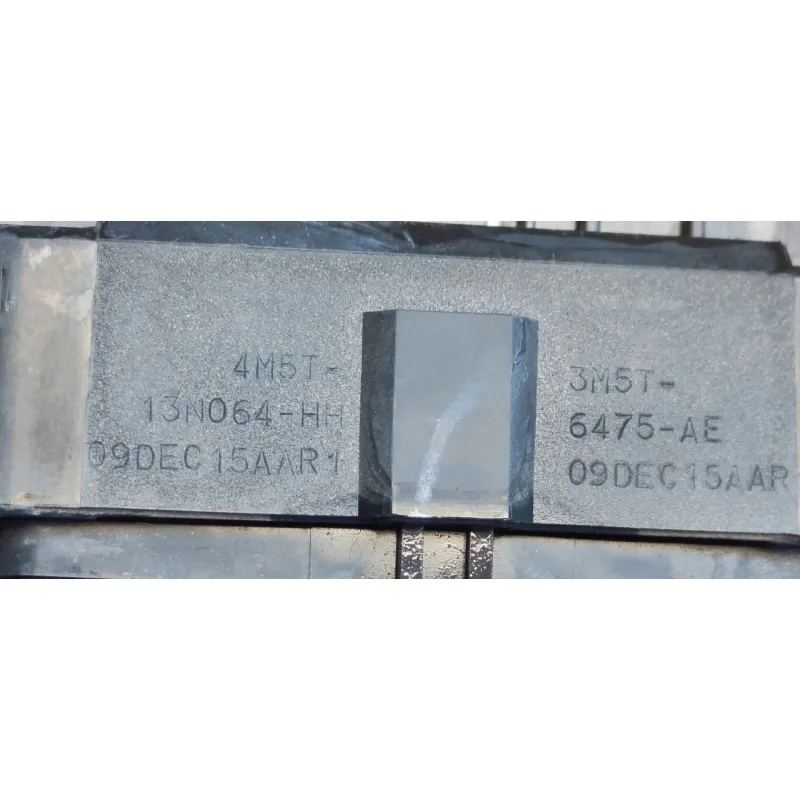 4M5T-
13N064-HH
09DEC15AAR1
3M5T-
6475-AE
09DEC15AAR